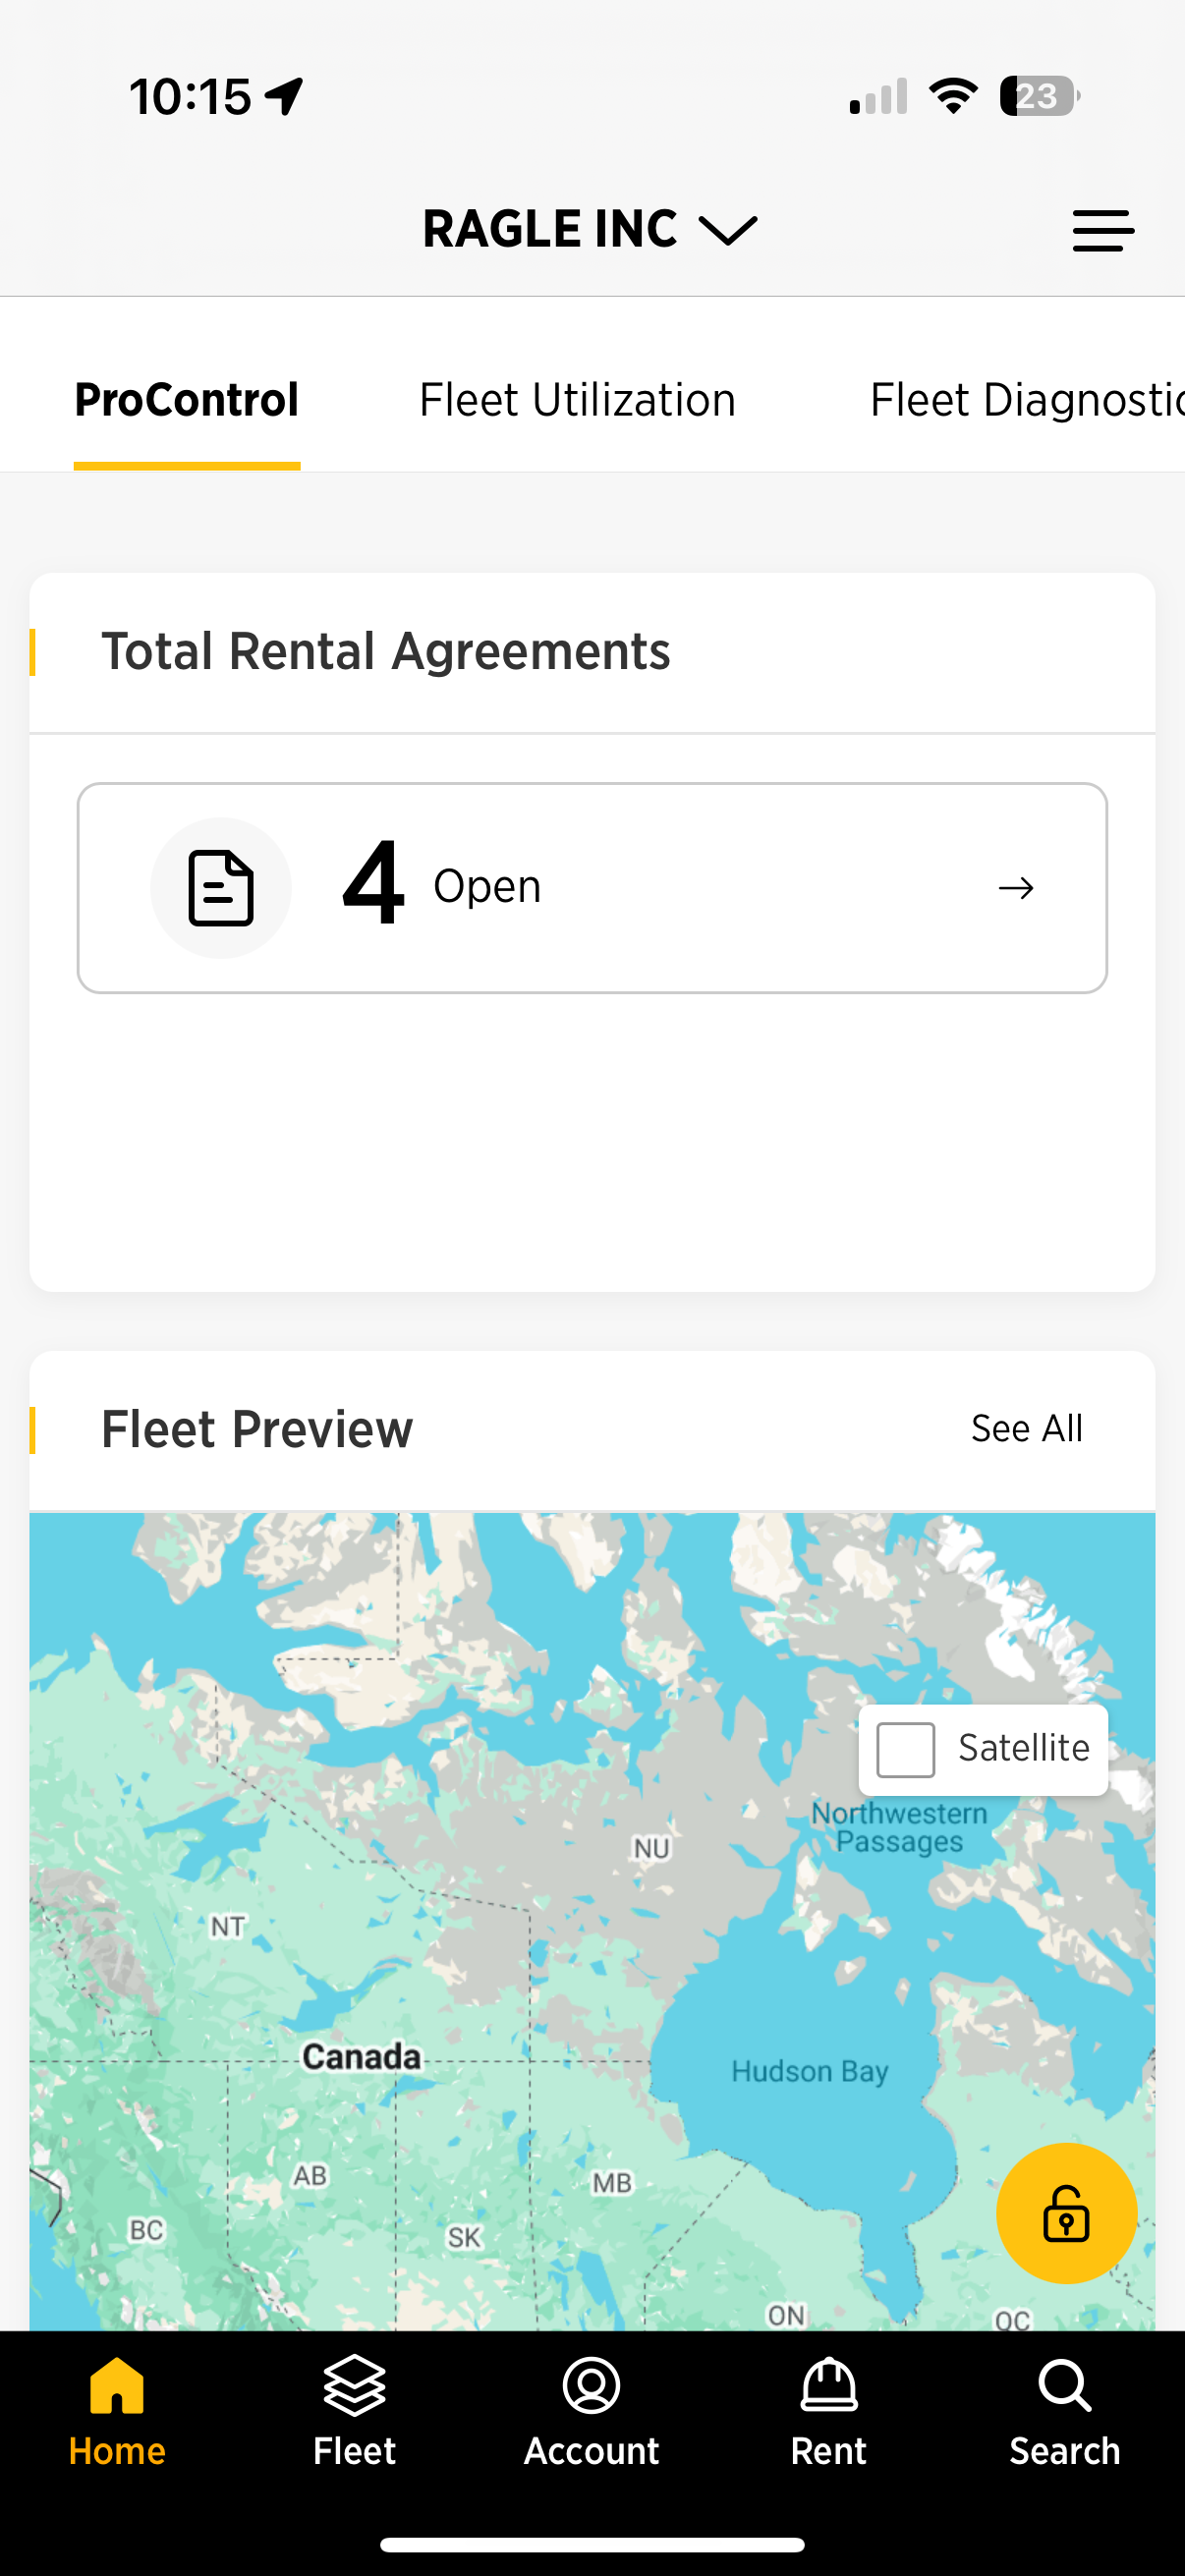 10:15
23
RAGLE INC
ProControl
Fleet Utilization
Fleet Diagnostic
Total Rental Agreements
4 Open
Fleet Preview
See All
Satellite
Northwestern
Passages
NU
NT
Canada
Hudson Bay
AB
MB
BC
SK
ON
QC
Home
Fleet
Account
Rent
Search